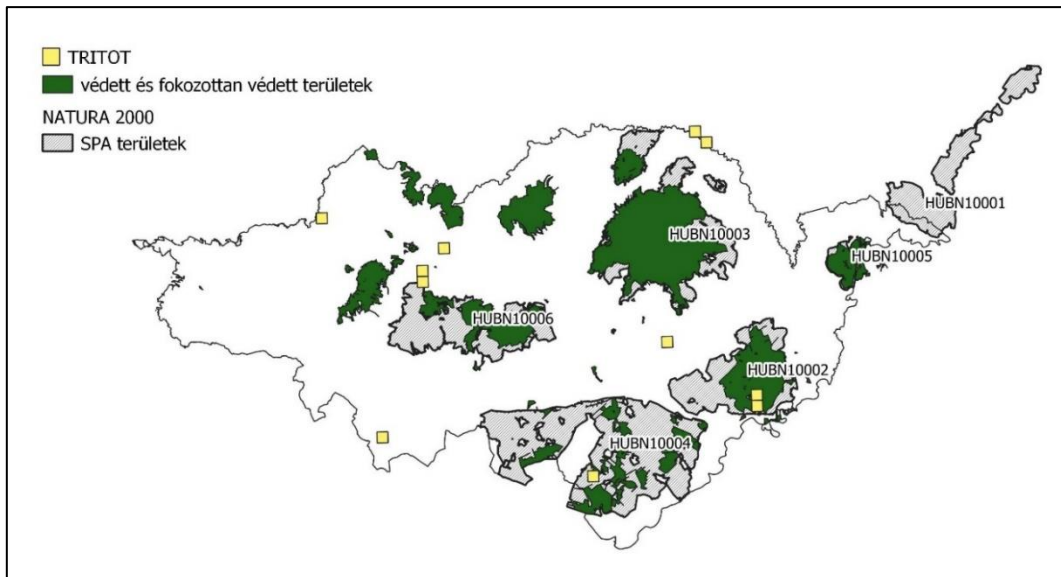 TRITOT
védett és fokozottan védett területek
NATURA 2000
SPA területek
HUBN10001
HUBN10003
HUBN10005
HUBN10006
HUBN10002
HUBN10004